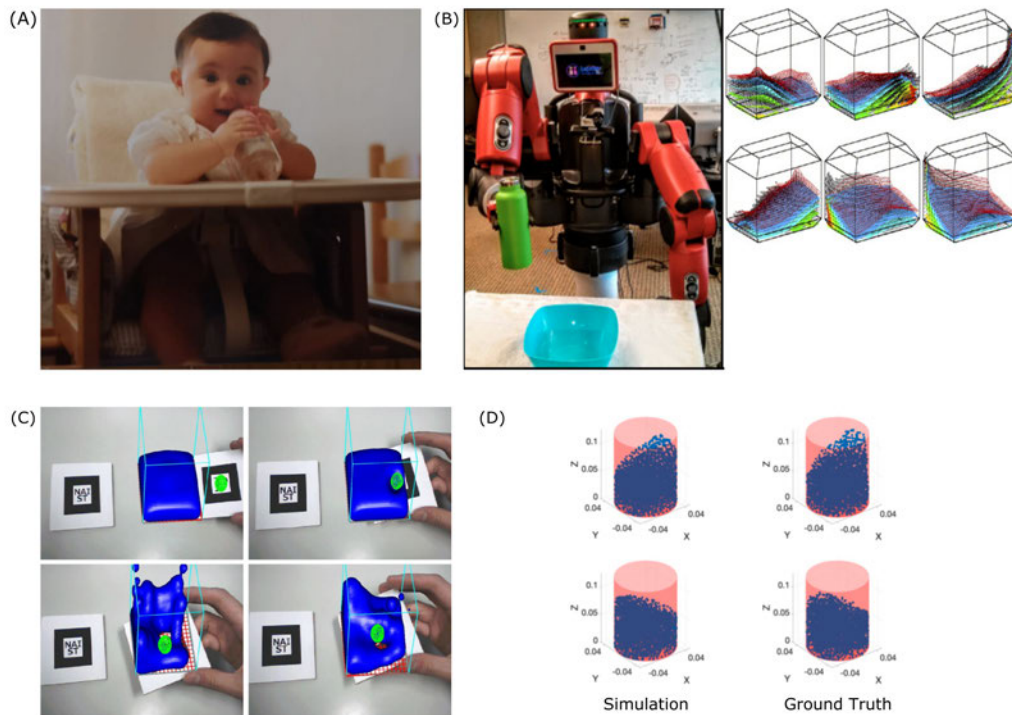 (A)
(B)
(C)
NAI
ST
NAI
ST
NAI
ST
NAI
ST
(D)
0.1
0.05
0
0.04
-0.04
-0.04
0.04
Z
Y
X
0.1
0.05
0
0.04
-0.04
-0.04
0.04
Z
Y
X
0.1
0.05
0
0.04
-0.04
-0.04
0.04
Z
Y
X
0.1
0.05
0
0.04
-0.04
-0.04
0.04
Z
Y
X
Simulation
Ground Truth